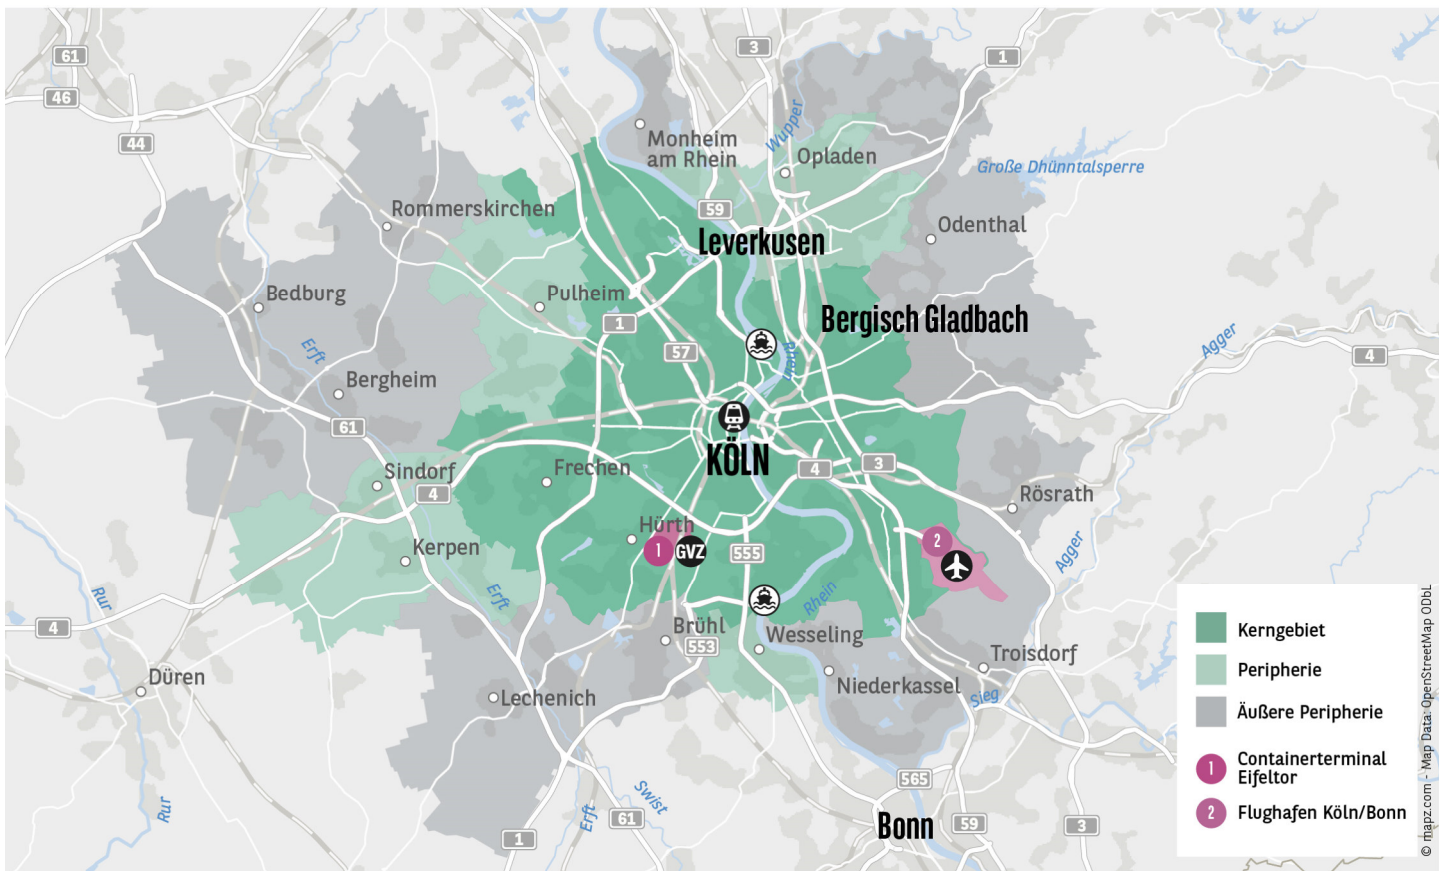 61
3
1
46
44
Wupper
Monheim
am Rhein
Opladen
Große Dhünntalsperre
Rommerskirchen
59
Odenthal
Leverkusen
Bedburg
Pulheim
Bergisch Gladbach
1
Erft
57
Rhein
Agger
4
Bergheim
61
KÖLN
Sindorf
Frechen
4
3
4
Rösrath
Hürth
Kerpen
1
GVZ
555
2
Agger
Rur
Erft
Rhein
4
Brühl
Wesseling
553
Troisdorf
Düren
Niederkassel
Sieg
Lechenich
565
Swist
Rur
Erft
61
Bonn
59
3
1
Kerngebiet
Peripherie
Äußere Peripherie
1
Containerterminal
Eifeltor
2
Flughafen Köln/Bonn
© mapz.com - Map Data: OpenStreetMap ODbL